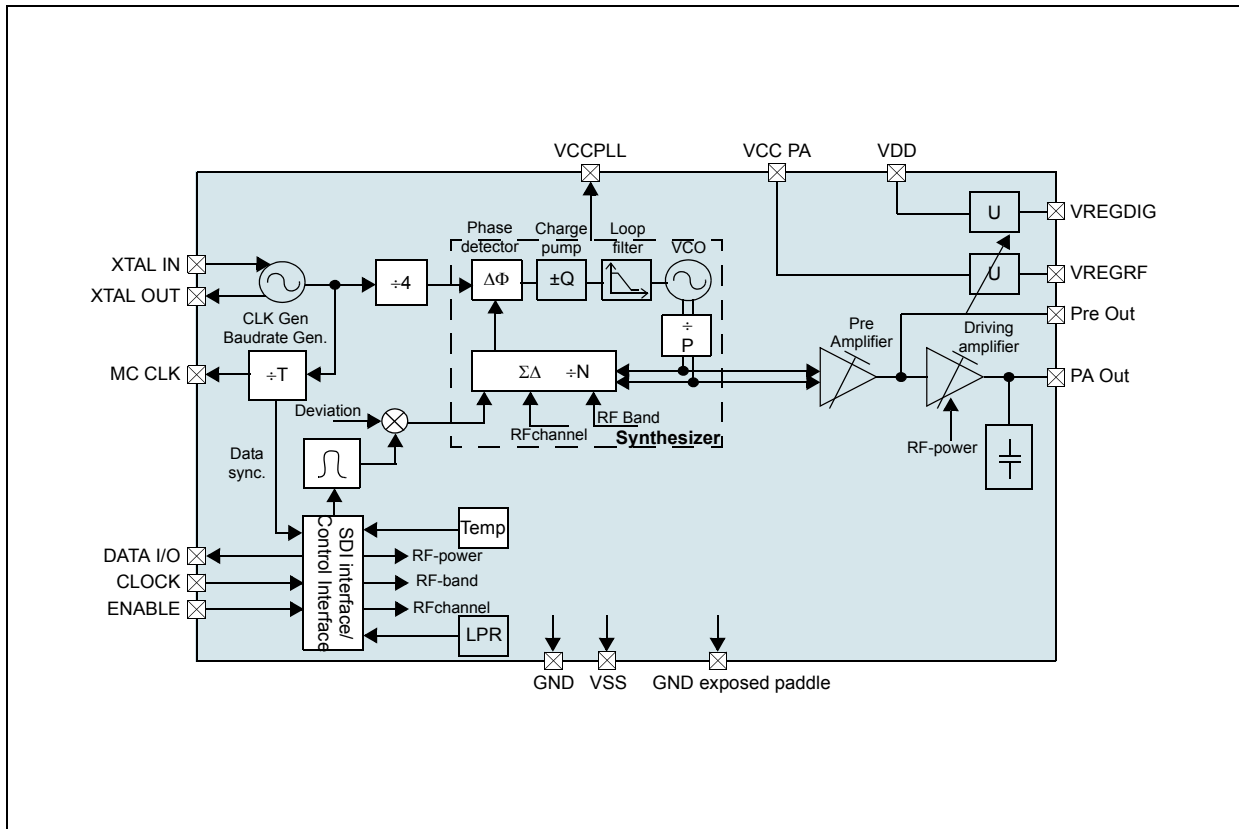 VCCPLL
VCC PA
VDD
U
VREGDIG
Phase
detector
Charge
pump
Loop
filter
VCO
XTAL IN
XTAL OUT
÷4
ΔΦ
±Q
U
VREGRF
CLK Gen
Baudrate Gen.
÷
P
Pre
Amplifier
Driving
amplifier
Pre Out
MC CLK
÷T
ΣΔ ÷N
PA Out
Deviation
RFchannel
RF Band
Synthesizer
RF-power
Data
sync.
SDI interface/
Control Interface
Temp
DATA I/O
RF-power
CLOCK
RF-band
ENABLE
RFchannel
LPR
GND
VSS
GND exposed paddle